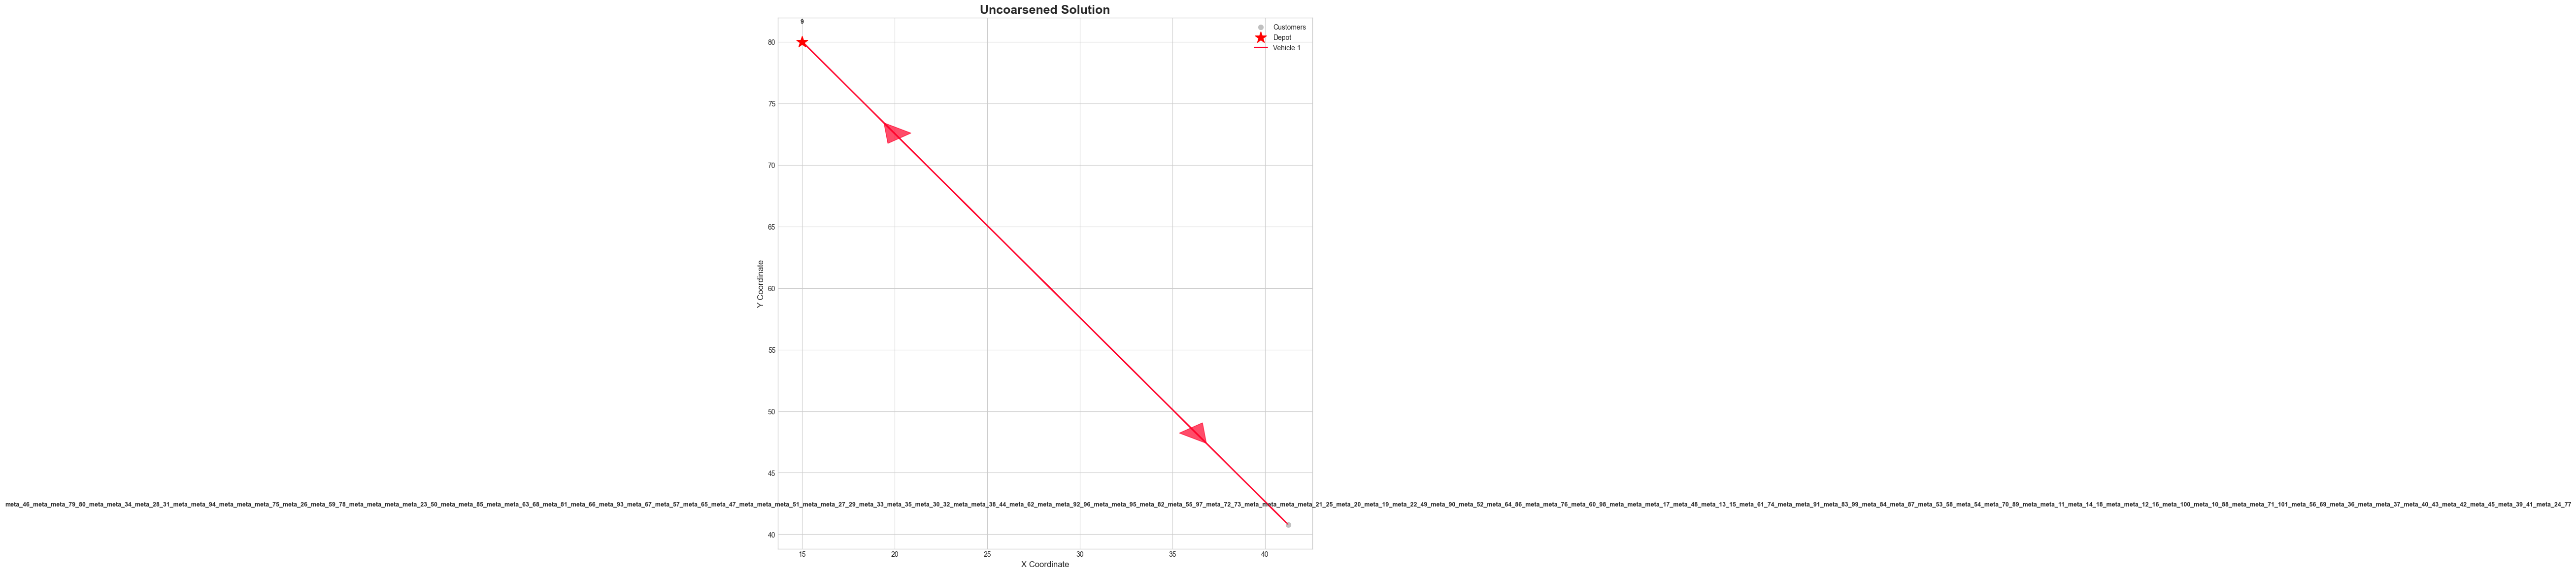 Uncoarsened Solution
9
Customers
Depot
Vehicle 1
80
75
70
65
60
55
50
45
40
Y Coordinate
meta_46_meta_meta_79_80_meta_meta_34_meta_28_31_meta_meta_94_meta_meta_meta_75_meta_26_meta_59_78_meta_meta_meta_23_50_meta_meta_85_meta_meta_63_68_meta_81_meta_66_meta_93_meta_67_meta_57_meta_65_meta_47_meta_meta_meta_51_meta_meta_27_29_meta_33_meta_35_meta_30_32_meta_meta_38_44_meta_62_meta_meta_92_96_meta_meta_95_meta_82_meta_55_97_meta_72_73_meta_meta_meta_meta_21_25_meta_20_meta_19_meta_22_49_meta_90_meta_52_meta_64_86_meta_meta_76_meta_60_98_meta_meta_meta_17_meta_48_meta_13_15_meta_61_74_meta_meta_91_meta_83_99_meta_84_meta_87_meta_53_58_meta_54_meta_70_89_meta_meta_11_meta_14_18_meta_meta_12_16_meta_meta_100_meta_10_88_meta_meta_71_101_meta_56_69_meta_36_meta_meta_37_meta_40_43_meta_42_meta_45_meta_39_41_meta_24_77
15
20
25
30
35
40
X Coordinate